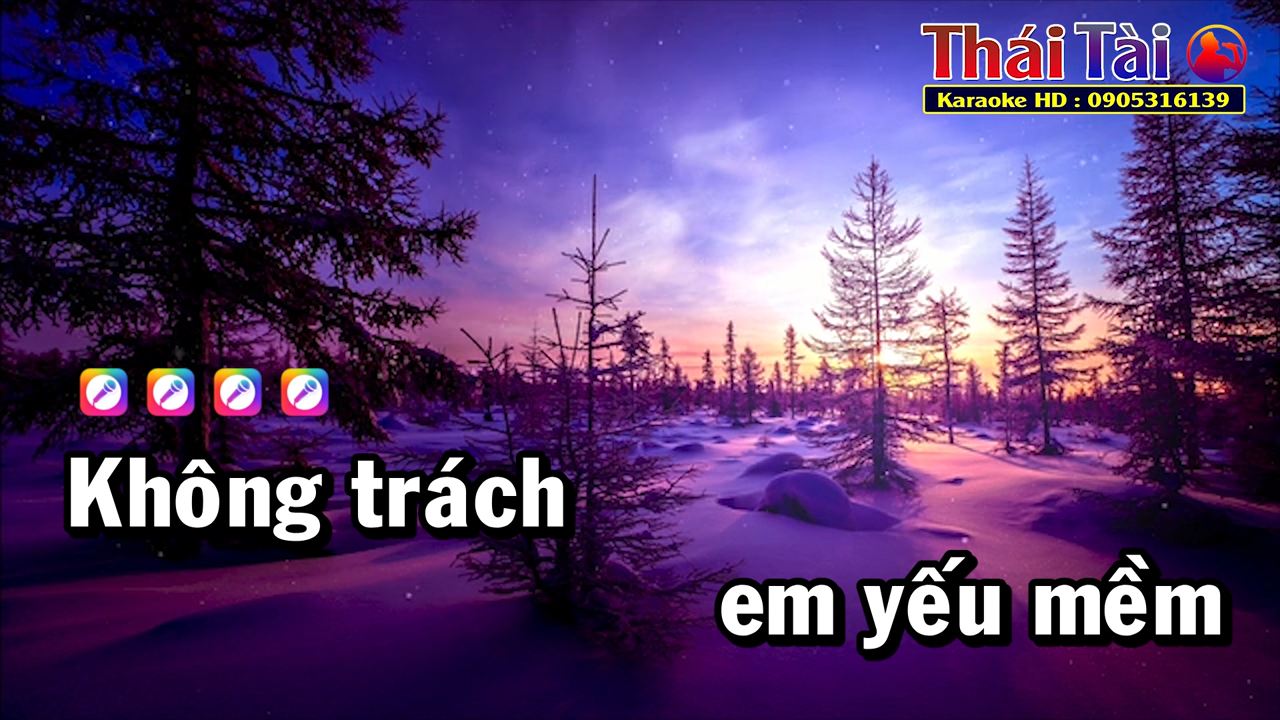 Thái Tài
Karaoke HD : 0905316139
Không trách
em yếu mềm